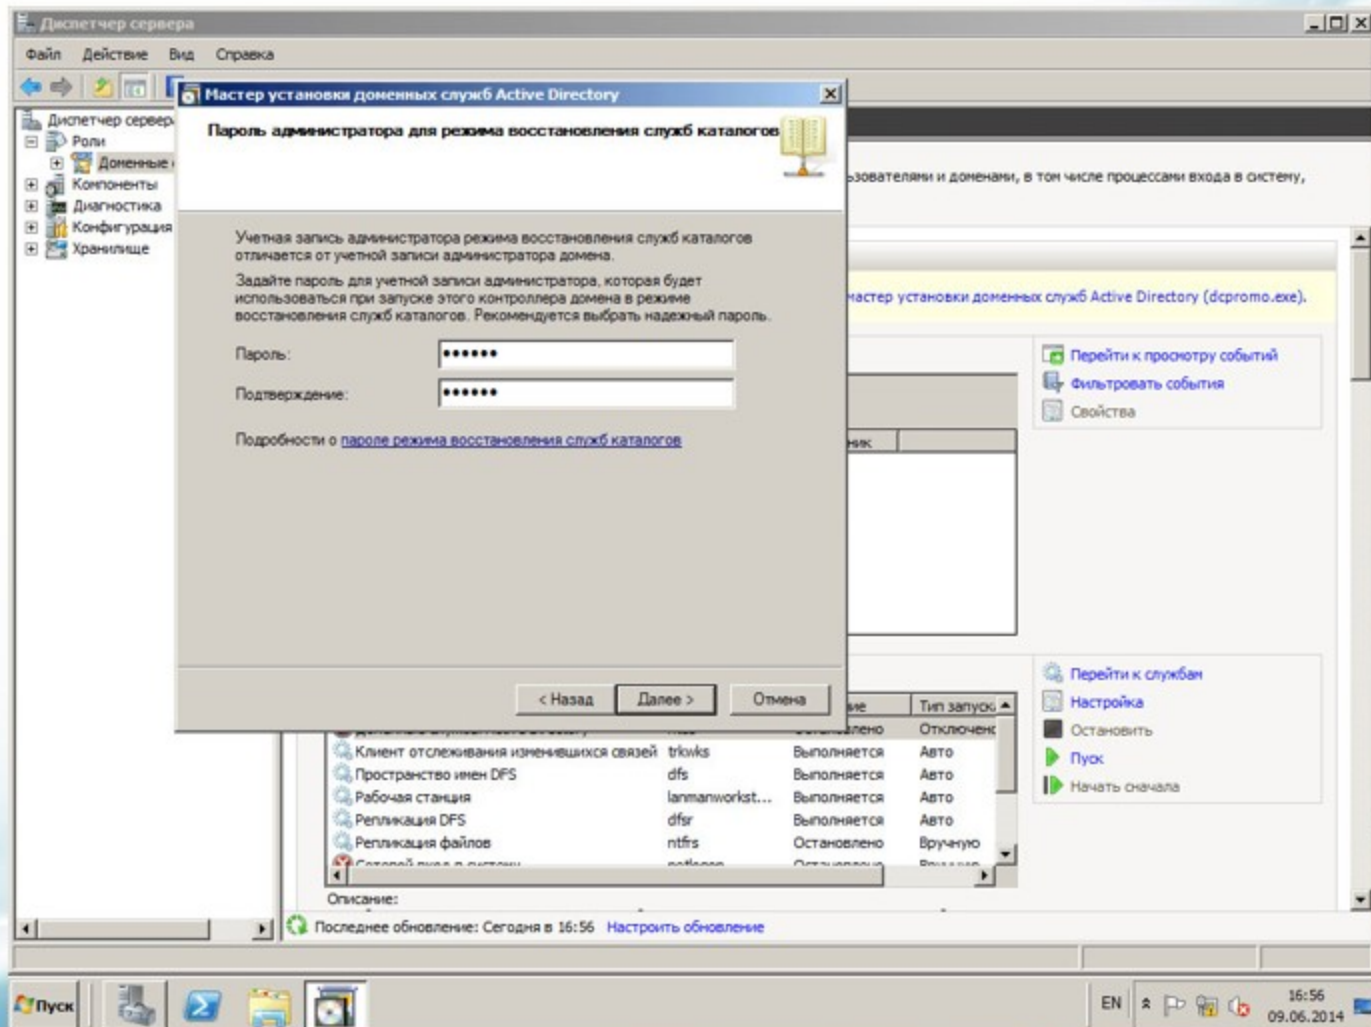 Диспетчер сервера
Файл Действие Вид Справка
Диспетчер сервер
Роли
Доменные
Компоненты
Диагностика
Конфигурация
Хранилище
Мастер установки доменных служб Active Directory
Пароль администратора для режима восстановления служб каталогов
Учетная запись администратора режима восстановления служб каталогов
отличается от учетной записи администратора домена.
Задайте пароль для учетной записи администратора, которая будет
использоваться при запуске этого контроллера домена в режиме
восстановления служб каталогов. Рекомендуется выбрать надежный пароль.
Пароль: ••••••
Подтверждение: ••••••
Подробности о пароле режима восстановления служб каталогов
< Назад Далее > Отмена
ьзователями и доменами, в том числе процессами входа в систему,
мастер установки доменных служб Active Directory (dcpromo.exe).
Перейти к просмотру событий
Фильтровать события
Свойства
ник
Перейти к службам
Настройка
Остановить
Пуск
Начать сначала
ие Тип запуск
Отключенс
Клиент отслеживания изменившихся связей trkwks Выполняется Авто
Пространство имен DFS dfs Выполняется Авто
Рабочая станция lanmanworkst... Выполняется Авто
Репликация DFS dfsr Выполняется Авто
Репликация файлов ntfrs Остановлено Вручную
Описание:
Последнее обновление: Сегодня в 16:56 Настроить обновление
Пуск
EN
16:56
09.06.2014